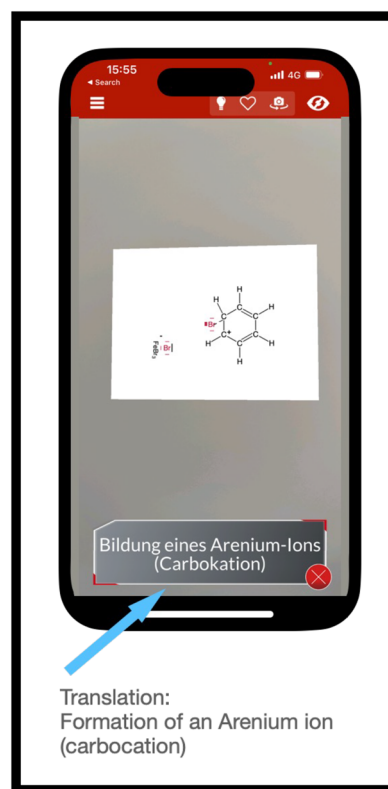 15:55
Search
4G
H
H
H
C
Br
C
C
C
C
C
H
H
H
FeBr3
Br
Bildung eines Arenium-Ions
(Carbokation)
Translation:
Formation of an Arenium ion
(carbocation)